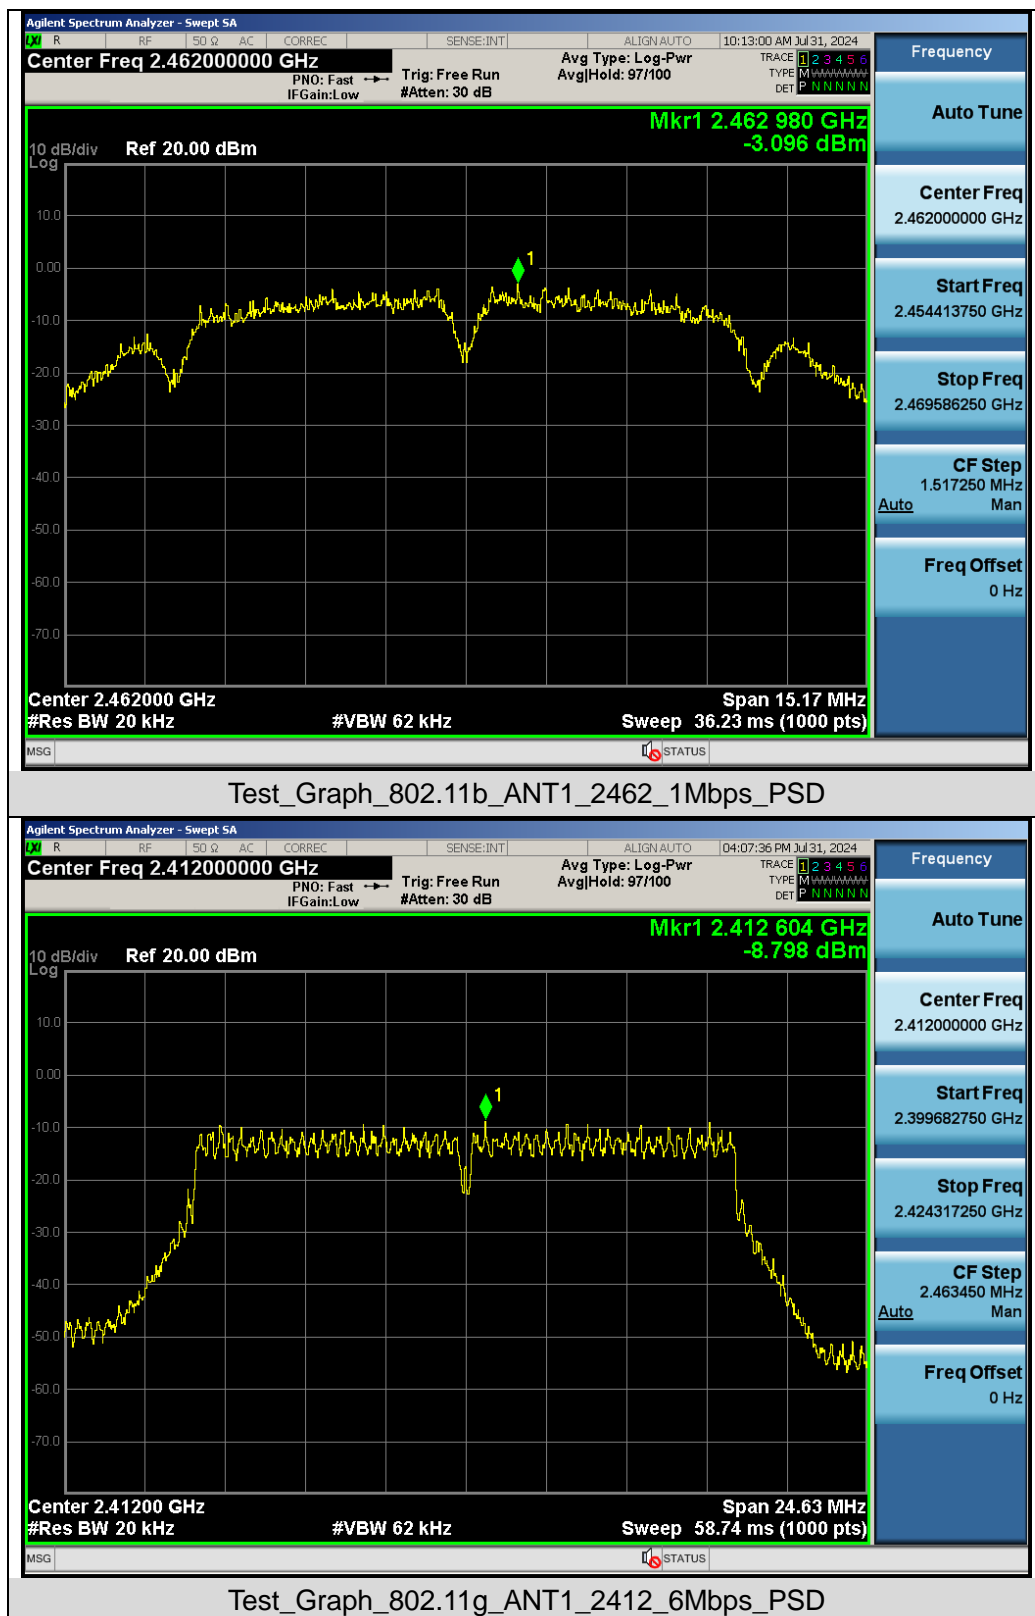 Agilent Spectrum Analyzer - Swept SA
LXI R RF 50 Ω AC CORREC SENSE:INT ALIGN AUTO 10:13:00 AM Jul 31, 2024
Center Freq 2.462000000 GHz
PNO: Fast
IFGain:Low
Trig: Free Run
#Atten: 30 dB
Avg Type: Log-Pwr
Avg|Hold: 97/100
TRACE 1 2 3 4 5 6
TYPE M
DET P N N N N N
Mkr1 2.462 980 GHz
-3.096 dBm
10 dB/div Ref 20.00 dBm
Log
10.0
0.00
-10.0
-20.0
-30.0
-40.0
-50.0
-60.0
-70.0
1
Center 2.462000 GHz Span 15.17 MHz
#Res BW 20 kHz #VBW 62 kHz Sweep 36.23 ms (1000 pts)
MSG STATUS
Frequency
Auto Tune
Center Freq
2.462000000 GHz
Start Freq
2.454413750 GHz
Stop Freq
2.469586250 GHz
CF Step
1.517250 MHz
Auto Man
Freq Offset
0 Hz
Test_Graph_802.11b_ANT1_2462_1Mbps_PSD
Agilent Spectrum Analyzer - Swept SA
LXI R RF 50 Ω AC CORREC SENSE:INT ALIGN AUTO 04:07:36 PM Jul 31, 2024
Center Freq 2.412000000 GHz
PNO: Fast
IFGain:Low
Trig: Free Run
#Atten: 30 dB
Avg Type: Log-Pwr
Avg|Hold: 97/100
TRACE 1 2 3 4 5 6
TYPE M
DET P N N N N N
Mkr1 2.412 604 GHz
-8.798 dBm
10 dB/div Ref 20.00 dBm
Log
10.0
0.00
-10.0
-20.0
-30.0
-40.0
-50.0
-60.0
-70.0
1
Center 2.41200 GHz Span 24.63 MHz
#Res BW 20 kHz #VBW 62 kHz Sweep 58.74 ms (1000 pts)
MSG STATUS
Frequency
Auto Tune
Center Freq
2.412000000 GHz
Start Freq
2.399682750 GHz
Stop Freq
2.424317250 GHz
CF Step
2.463450 MHz
Auto Man
Freq Offset
0 Hz
Test_Graph_802.11g_ANT1_2412_6Mbps_PSD